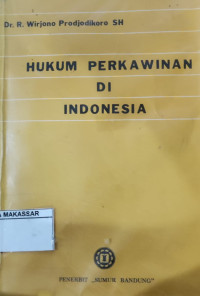 Dr. R. Wirjono Prodjodikoro SH
HUKUM PERKAWINAN
DI
INDONESIA
MAKASSAR
PENERBIT „SUMUR BANDUNG"